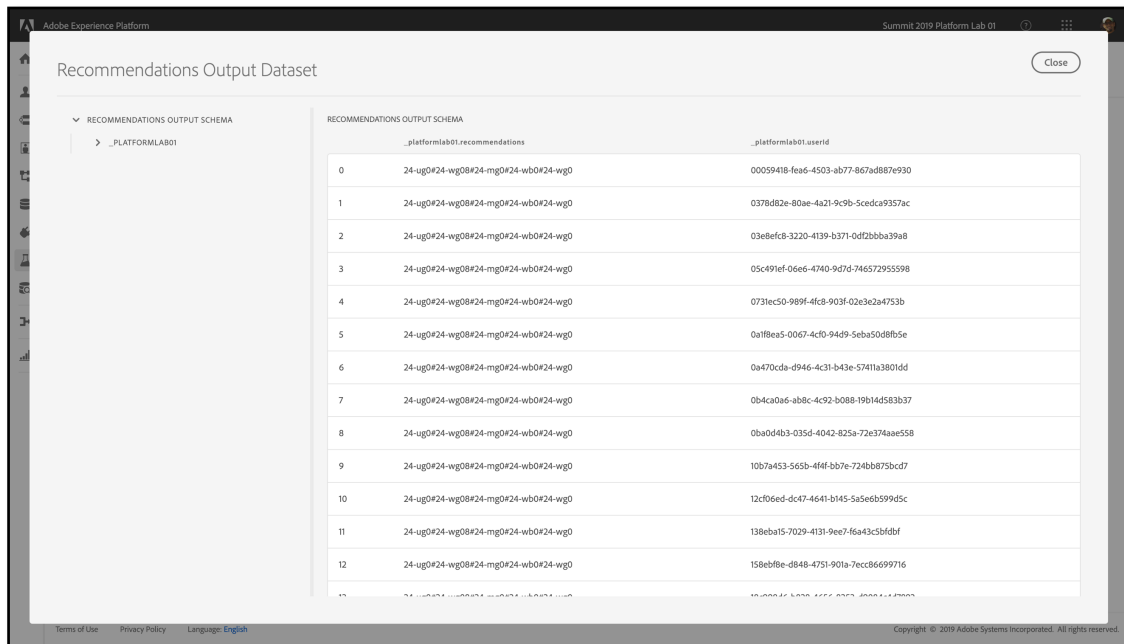 Adobe Experience Platform
Summit 2019 Platform Lab 01
Recommendations Output Dataset
Close
RECOMMENDATIONS OUTPUT SCHEMA
_PLATFORMLAB01
RECOMMENDATIONS OUTPUT SCHEMA
_platformlab01.recommendations _platformlab01.userId
0 24-ug0#24-wg08#24-mg0#24-wb0#24-wg0 00059418-fea6-4503-ab77-867ad887e930
1 24-ug0#24-wg08#24-mg0#24-wb0#24-wg0 0378d82e-80ae-4a21-9c9b-5cedca9357ac
2 24-ug0#24-wg08#24-mg0#24-wb0#24-wg0 03e8efc8-3220-4139-b371-0df2bbba39a8
3 24-ug0#24-wg08#24-mg0#24-wb0#24-wg0 05c491ef-06e6-4740-9d7d-746572955598
4 24-ug0#24-wg08#24-mg0#24-wb0#24-wg0 0731ec50-989f-4fc8-903f-02e3e2a4753b
5 24-ug0#24-wg08#24-mg0#24-wb0#24-wg0 0a1f8ea5-0067-4cf0-94d9-5eba50d8fb5e
6 24-ug0#24-wg08#24-mg0#24-wb0#24-wg0 0a470cda-d946-4c31-b43e-57411a3801dd
7 24-ug0#24-wg08#24-mg0#24-wb0#24-wg0 0b4ca0a6-ab8c-4c92-b088-19b14d583b37
8 24-ug0#24-wg08#24-mg0#24-wb0#24-wg0 0ba0d4b3-035d-4042-825a-72e374aae558
9 24-ug0#24-wg08#24-mg0#24-wb0#24-wg0 10b7a453-565b-4f4f-bb7e-724bb875bcd7
10 24-ug0#24-wg08#24-mg0#24-wb0#24-wg0 12cf06ed-dc47-4641-b145-5a5e6b599d5c
11 24-ug0#24-wg08#24-mg0#24-wb0#24-wg0 138eba15-7029-4131-9ee7-f6a43c5bfdbf
12 24-ug0#24-wg08#24-mg0#24-wb0#24-wg0 158ebf8e-d848-4751-901a-7ecc86699716
Terms of Use Privacy Policy Language: English Copyright © 2019 Adobe Systems Incorporated. All rights reserved.